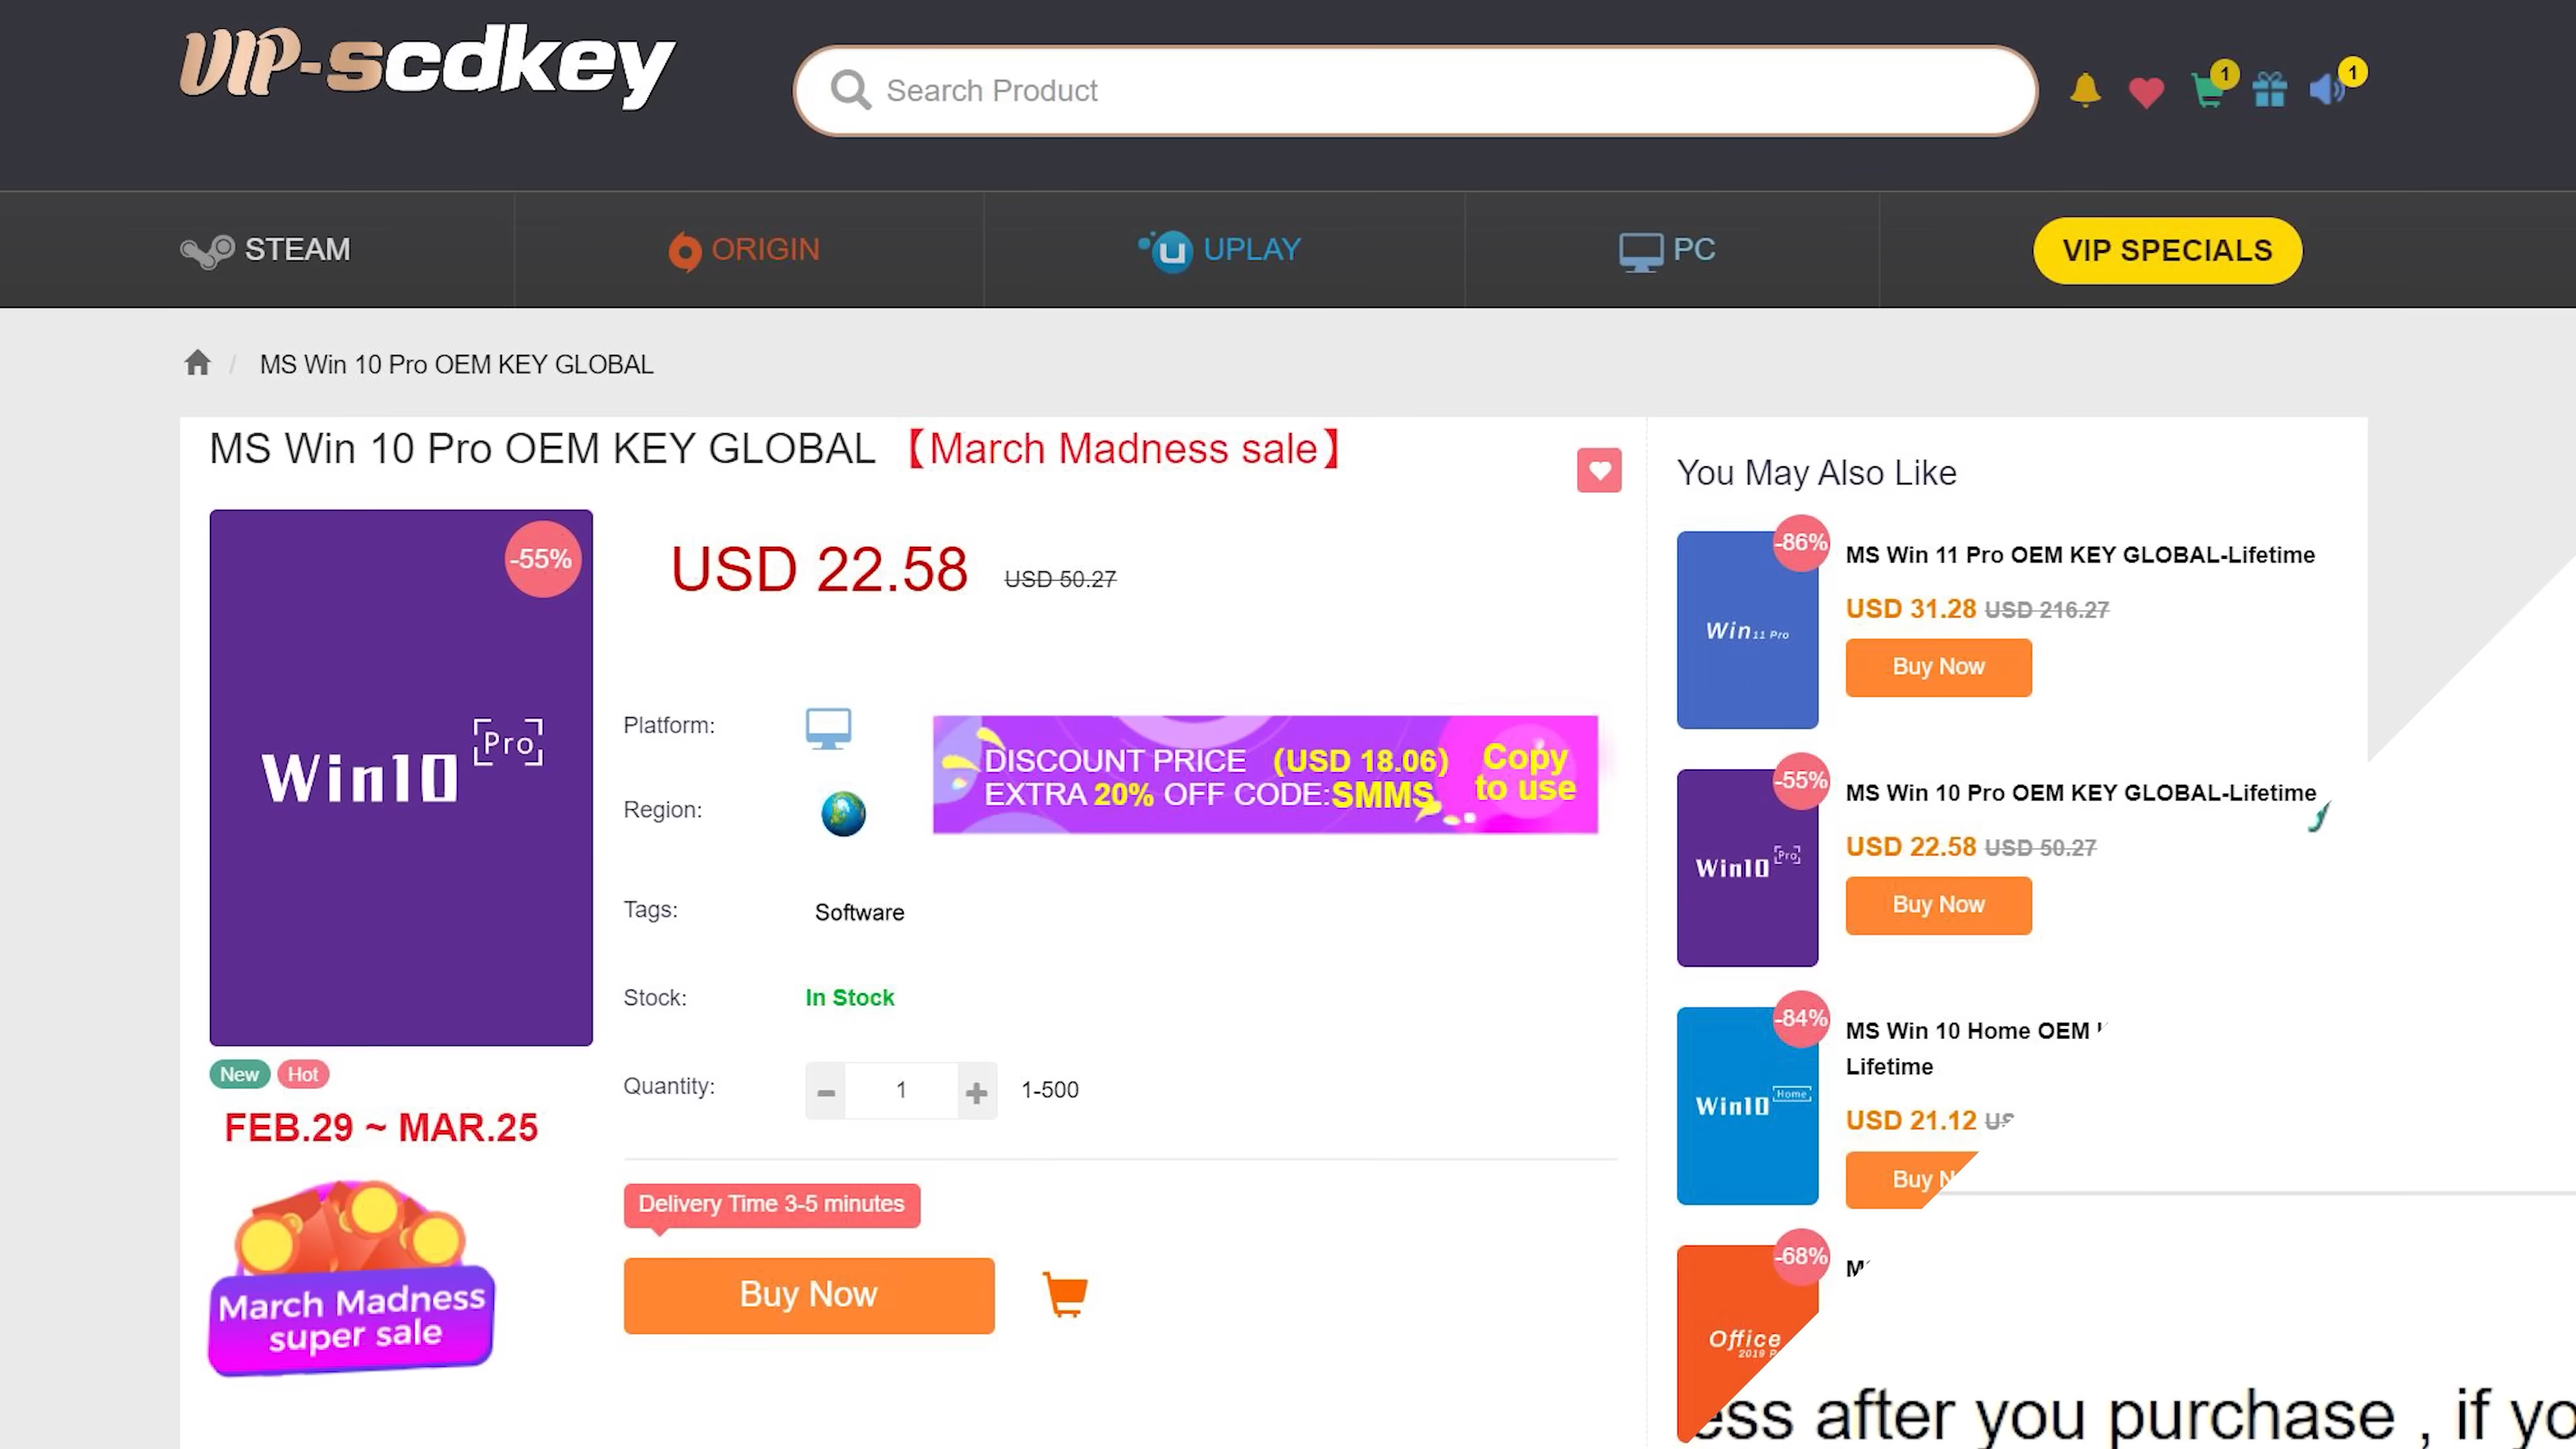 VIP-scdkey
Search Product
1
1
STEAM
ORIGIN
UPLAY
PC
VIP SPECIALS
/ MS Win 10 Pro OEM KEY GLOBAL
MS Win 10 Pro OEM KEY GLOBAL 【March Madness sale】
-55%
Win10 [Pro]
New
Hot
FEB.29 ~ MAR.25
March Madness
super sale
USD 22.58 USD 50.27
Platform:
DISCOUNT PRICE (USD 18.06)
EXTRA 20% OFF CODE:SMMS
Copy
to use
Region:
Tags: Software
Stock: In Stock
Quantity: 1 1-500
Delivery Time 3-5 minutes
Buy Now
You May Also Like
-86%
Win 11 Pro
MS Win 11 Pro OEM KEY GLOBAL-Lifetime
USD 31.28 USD 216.27
Buy Now
-55%
Win10 [Pro]
MS Win 10 Pro OEM KEY GLOBAL-Lifetime
USD 22.58 USD 50.27
Buy Now
-84%
Win10 [Home]
MS Win 10 Home OEM
Lifetime
USD 21.12
Buy
-68%
Office
2019
after you purchase , if